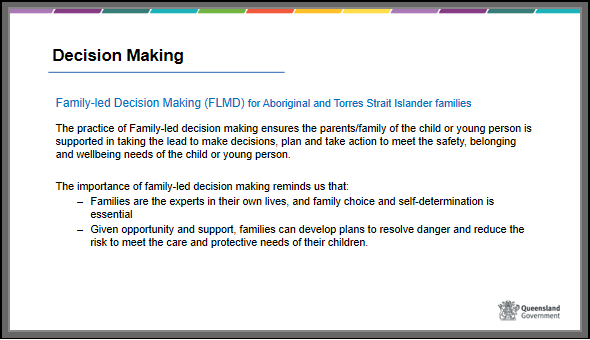 Decision Making
Family-led Decision Making (FLMD) for Aboriginal and Torres Strait Islander families
The practice of Family-led decision making ensures the parents/family of the child or young person is
supported in taking the lead to make decisions, plan and take action to meet the safety, belonging
and wellbeing needs of the child or young person.
The importance of family-led decision making reminds us that:
– Families are the experts in their own lives, and family choice and self-determination is
essential
– Given opportunity and support, families can develop plans to resolve danger and reduce the
risk to meet the care and protective needs of their children.
Queensland
Government